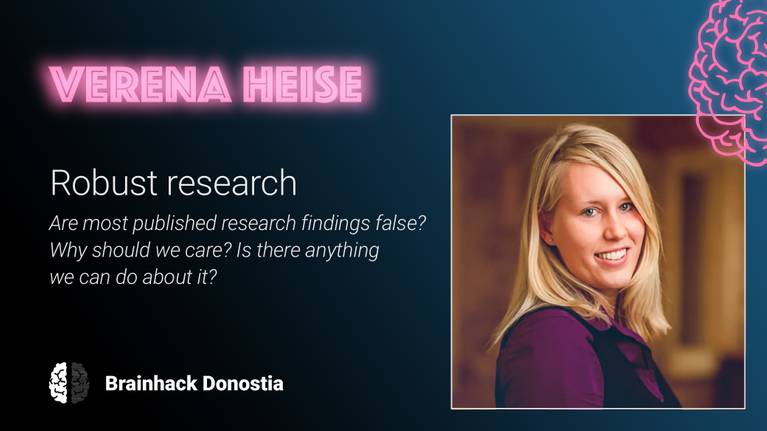 VERENA HEISE
Robust research
Are most published research findings false?
Why should we care? Is there anything
we can do about it?
Brainhack Donostia